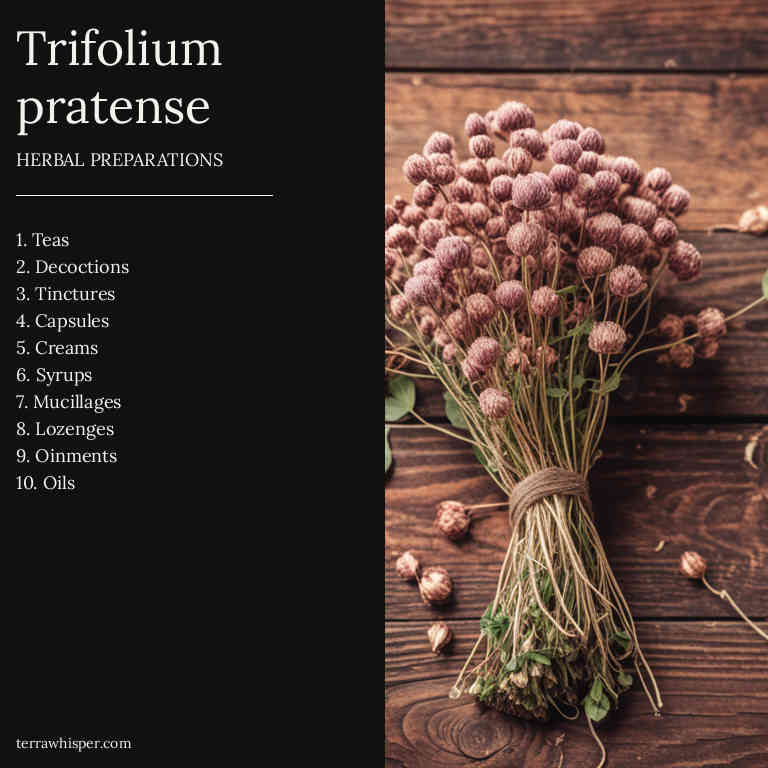 Trifolium
pratense
HERBAL PREPARATIONS
1. Teas
2. Decoctions
3. Tinctures
4. Capsules
5. Creams
6. Syrups
7. Mucillages
8. Lozenges
9. Oinments
10. Oils
terrawhisper.com